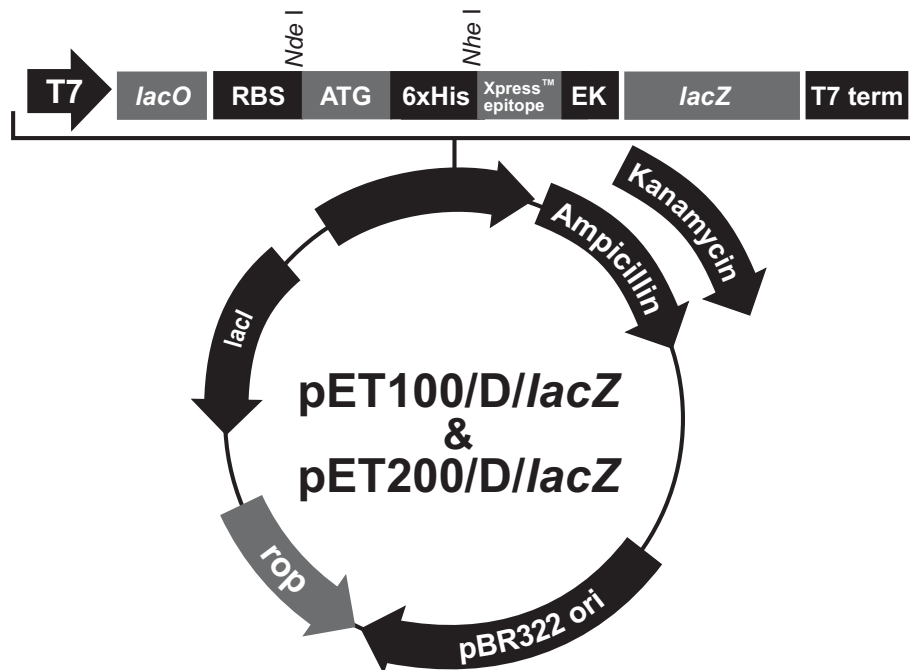 Nde I
Nhe I
T7
lacO
RBS
ATG
6xHis
Xpress™
epitope
EK
lacZ
T7 term
Ampicillin
Kanamycin
lacI
pET100/D/lacZ
&
pET200/D/lacZ
rop
pBR322 ori